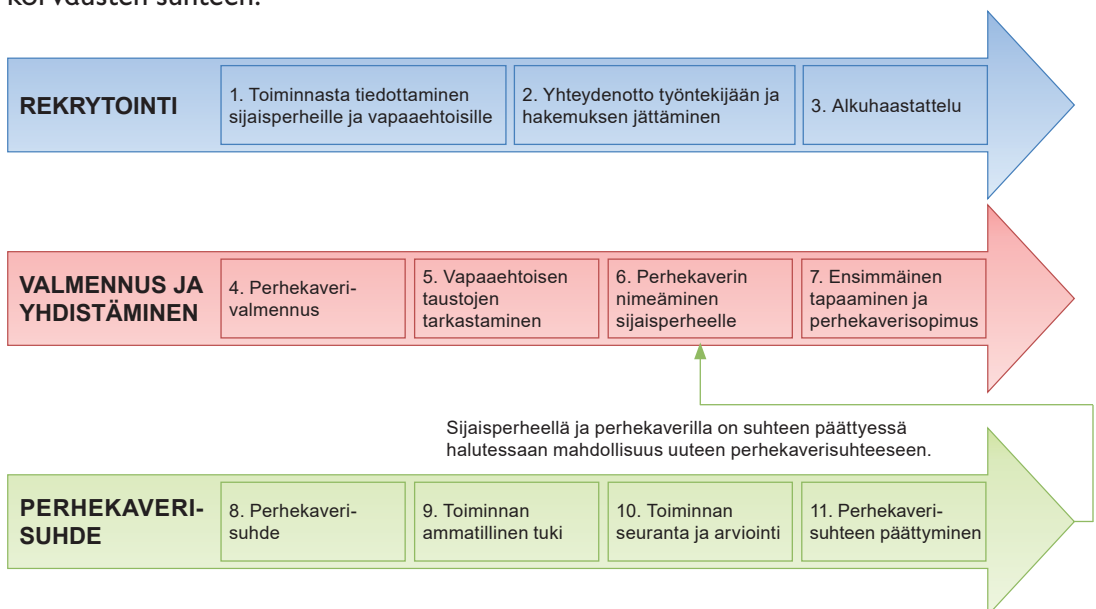 korvausten suhteen.
REKRYTOINTI
1. Toiminnasta tiedottaminen
sijaisperheille ja vapaaehtoisille
2. Yhteydenotto työntekijään ja
hakemuksen jättäminen
3. Alkuhaastattelu
VALMENNUS JA
YHDISTÄMINEN
4. Perhekaveri-
valmennus
5. Vapaaehtoisen
taustojen
tarkastaminen
6. Perhekaverin
nimeäminen
sijaisperheelle
7. Ensimmäinen
tapaaminen ja
perhekaverisopimus
Sijaisperheellä ja perhekaverilla on suhteen päättyessä
halutessaan mahdollisuus uuteen perhekaverisuhteeseen.
PERHEKAVERI-
SUHDE
8. Perhekaveri-
suhde
9. Toiminnan
ammatillinen tuki
10. Toiminnan
seuranta ja arviointi
11. Perhekaveri-
suhteen päättyminen